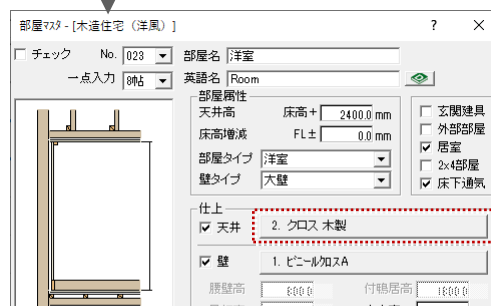 部屋マスタ - [木造住宅（洋風）] ? ×
チェック No. 023 部屋名 洋室
一点入力 8帖 英語名 Room
部屋属性
天井高 床高+ 2400.0 mm 玄関建具
床高増減 FL± 0.0 mm 外部部屋
部屋タイプ 洋室 居室
壁タイプ 大壁 2x4部屋
床下通気
仕上
天井 2. クロス 木製
壁 1. ビニールクロスA
腰壁高 付鴨居高